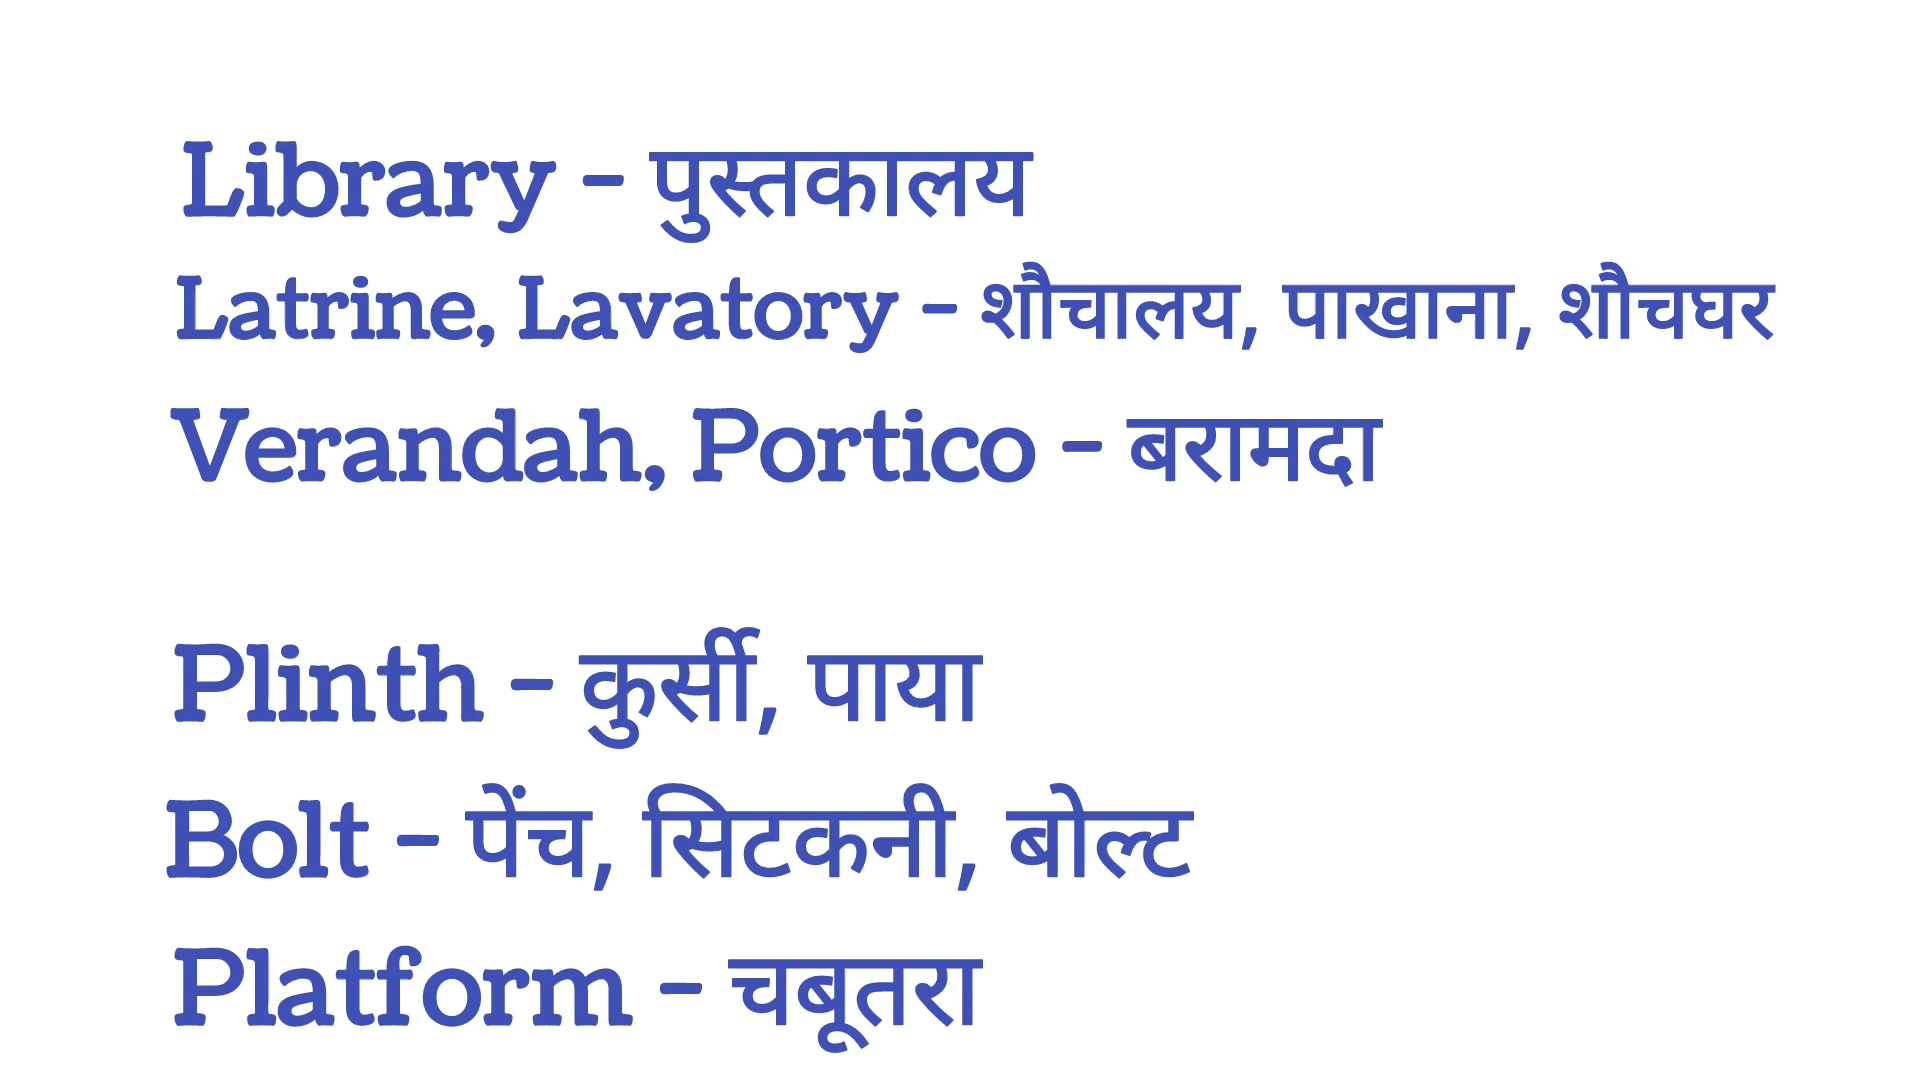 Library - पुस्तकालय
Latrine, Lavatory - शौचालय, पाखाना, शौचघर
Verandah, Portico - बरामदा
Plinth - कुर्सी, पाया
Bolt - पेंच, सिटकनी, बोल्ट
Platform - चबूतरा